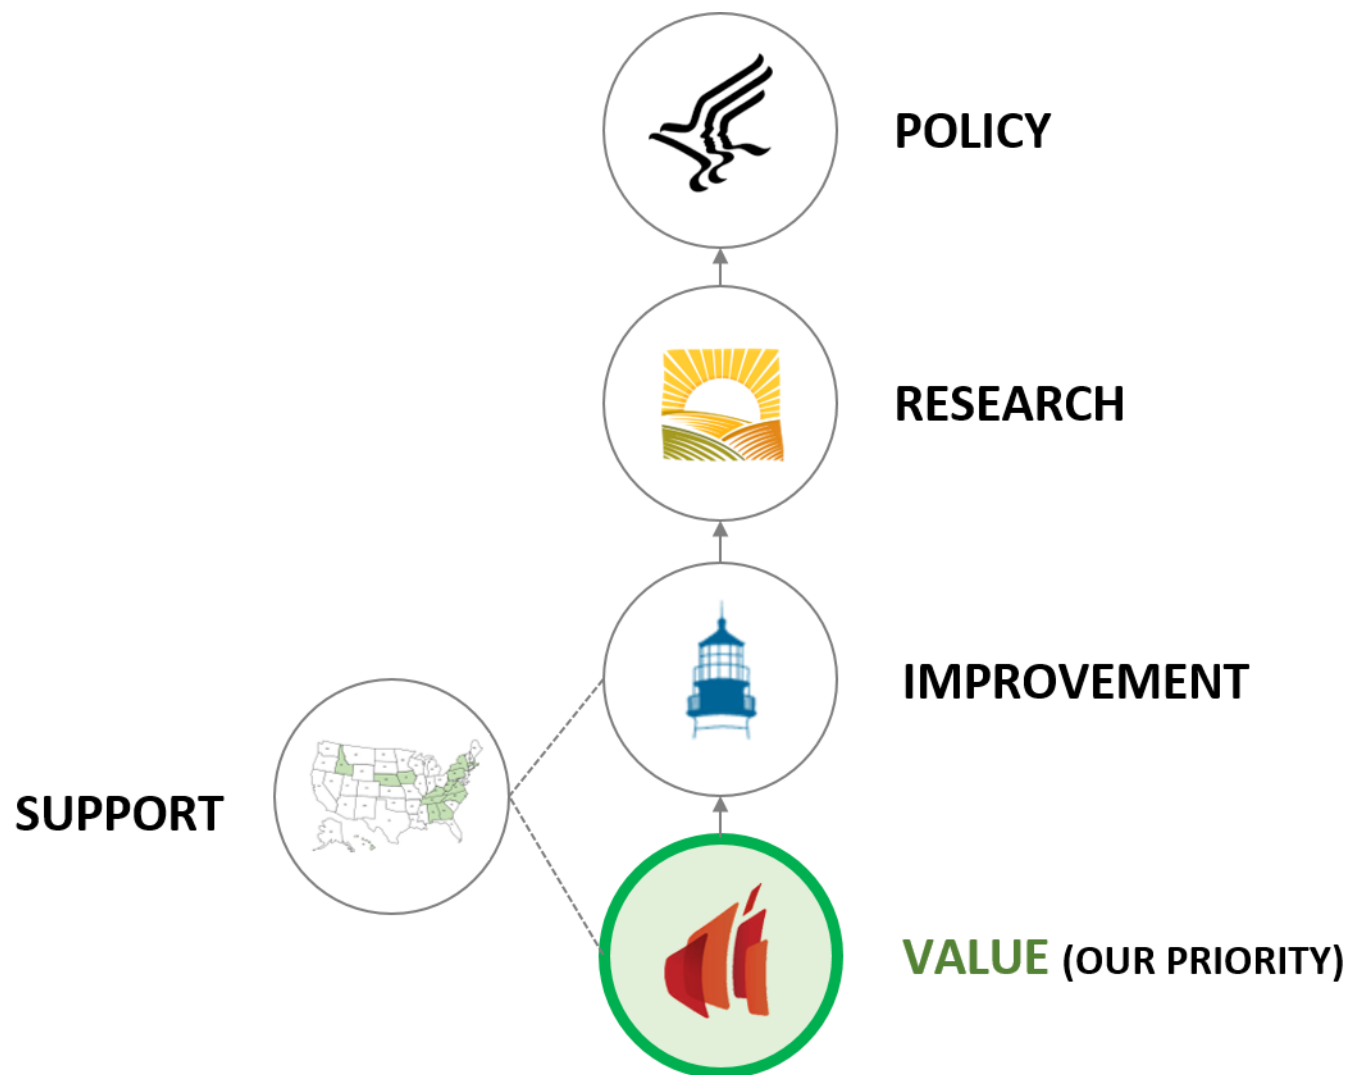 POLICY
RESEARCH
IMPROVEMENT
SUPPORT
VALUE (OUR PRIORITY)